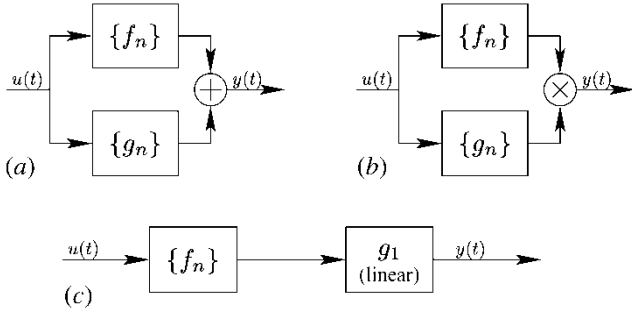 {f_n}
u(t)
+
y(t)
{g_n}
(a)
{f_n}
u(t)
×
y(t)
{g_n}
(b)
u(t)
{f_n}
g_1
(linear)
y(t)
(c)